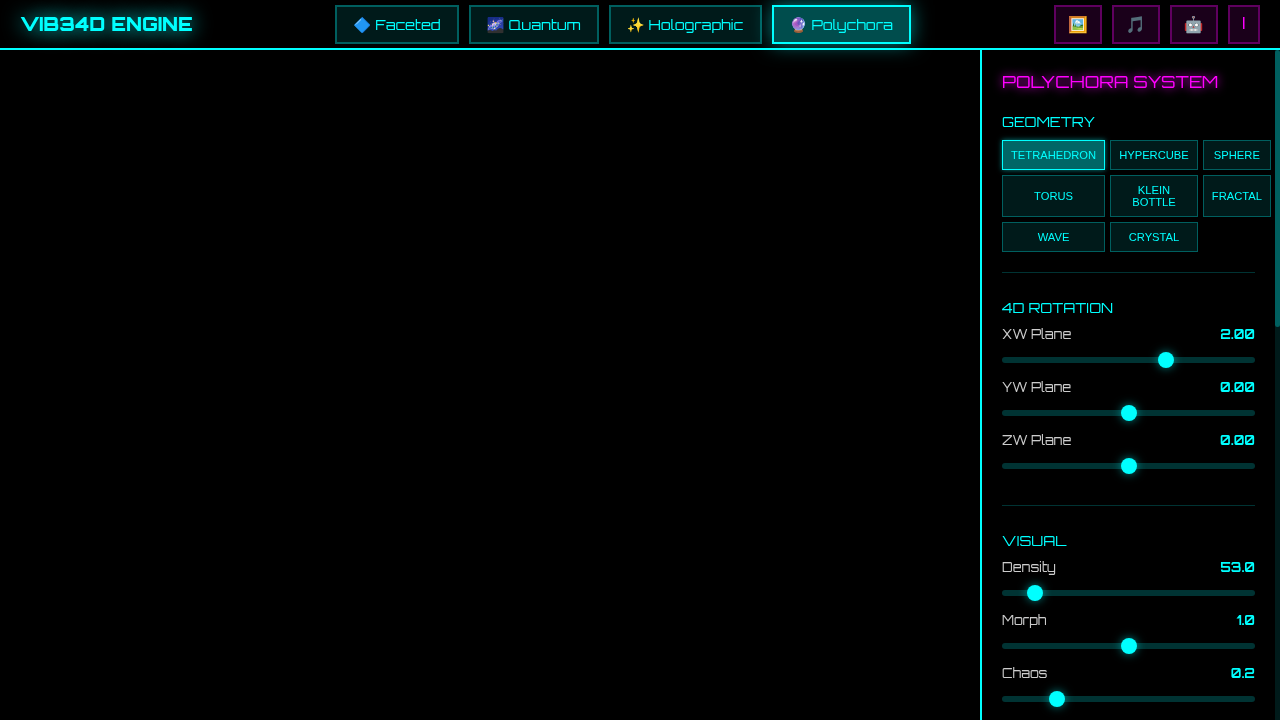 VIB34D ENGINE
🔷 Faceted
🌌 Quantum
✨ Holographic
🔮 Polychora
I
POLYCHORA SYSTEM
GEOMETRY
TETRAHEDRON
HYPERCUBE
SPHERE
TORUS
KLEIN
BOTTLE
FRACTAL
WAVE
CRYSTAL
4D ROTATION
XW Plane 2.00
YW Plane 0.00
ZW Plane 0.00
VISUAL
Density 53.0
Morph 1.0
Chaos 0.2